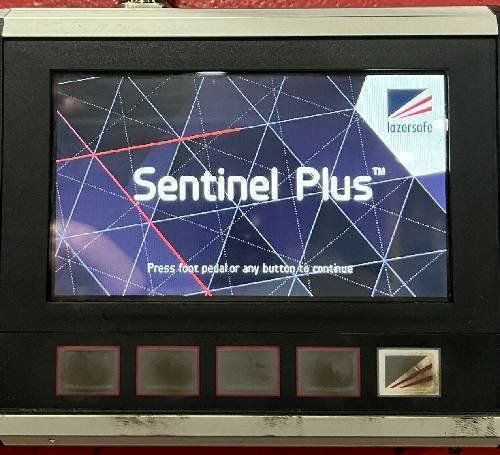 lazersafe
Sentinel Plus™
Press foot pedal or any button to continue